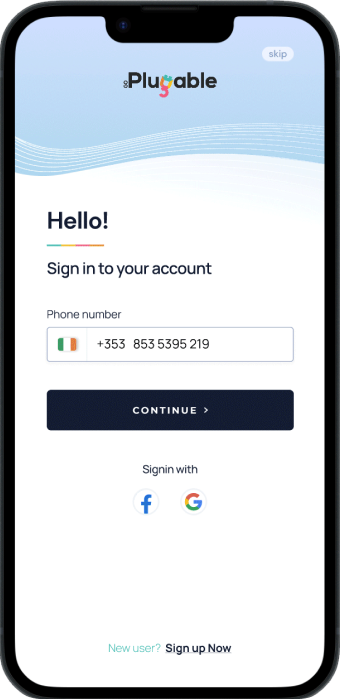 skip
GoPlugable
Hello!
Sign in to your account
Phone number
+353 853 5395 219
CONTINUE >
Signin with
New user? Sign up Now